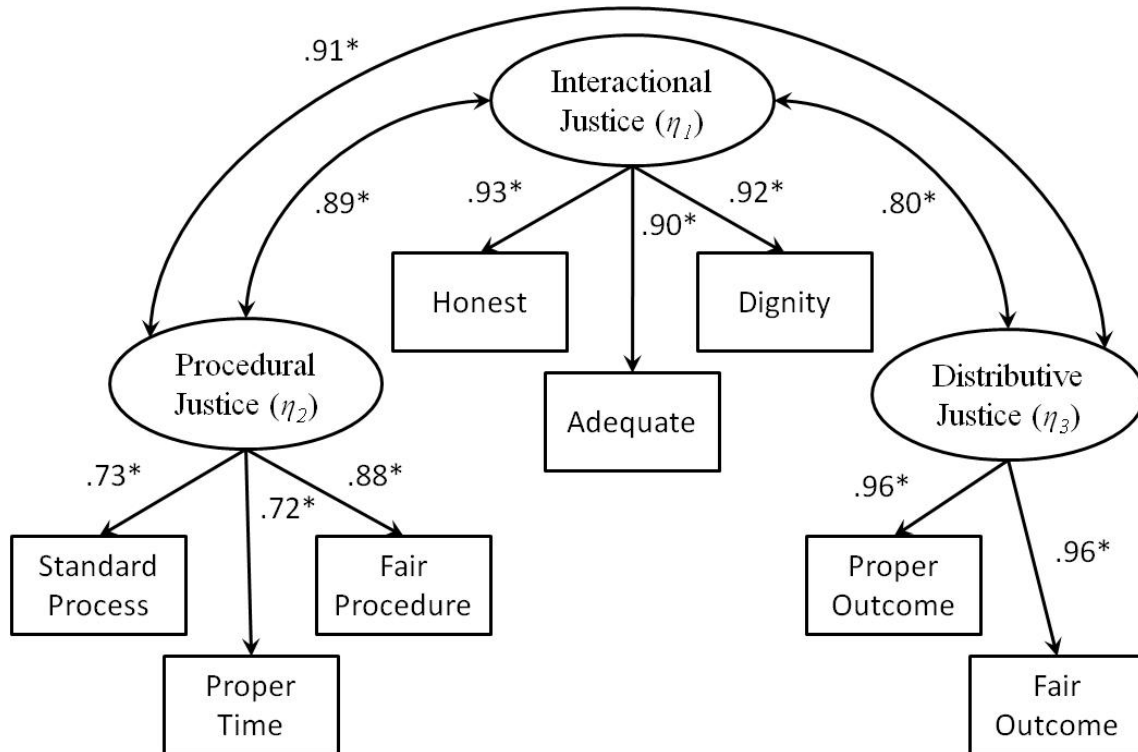 .91*
Interactional
Justice (η1)
.89*
.93*
.90*
.92*
.80*
Honest
Dignity
Adequate
Procedural
Justice (η2)
Distributive
Justice (η3)
.73*
.72*
.88*
.96*
.96*
Standard
Process
Fair
Procedure
Proper
Outcome
Proper
Time
Fair
Outcome